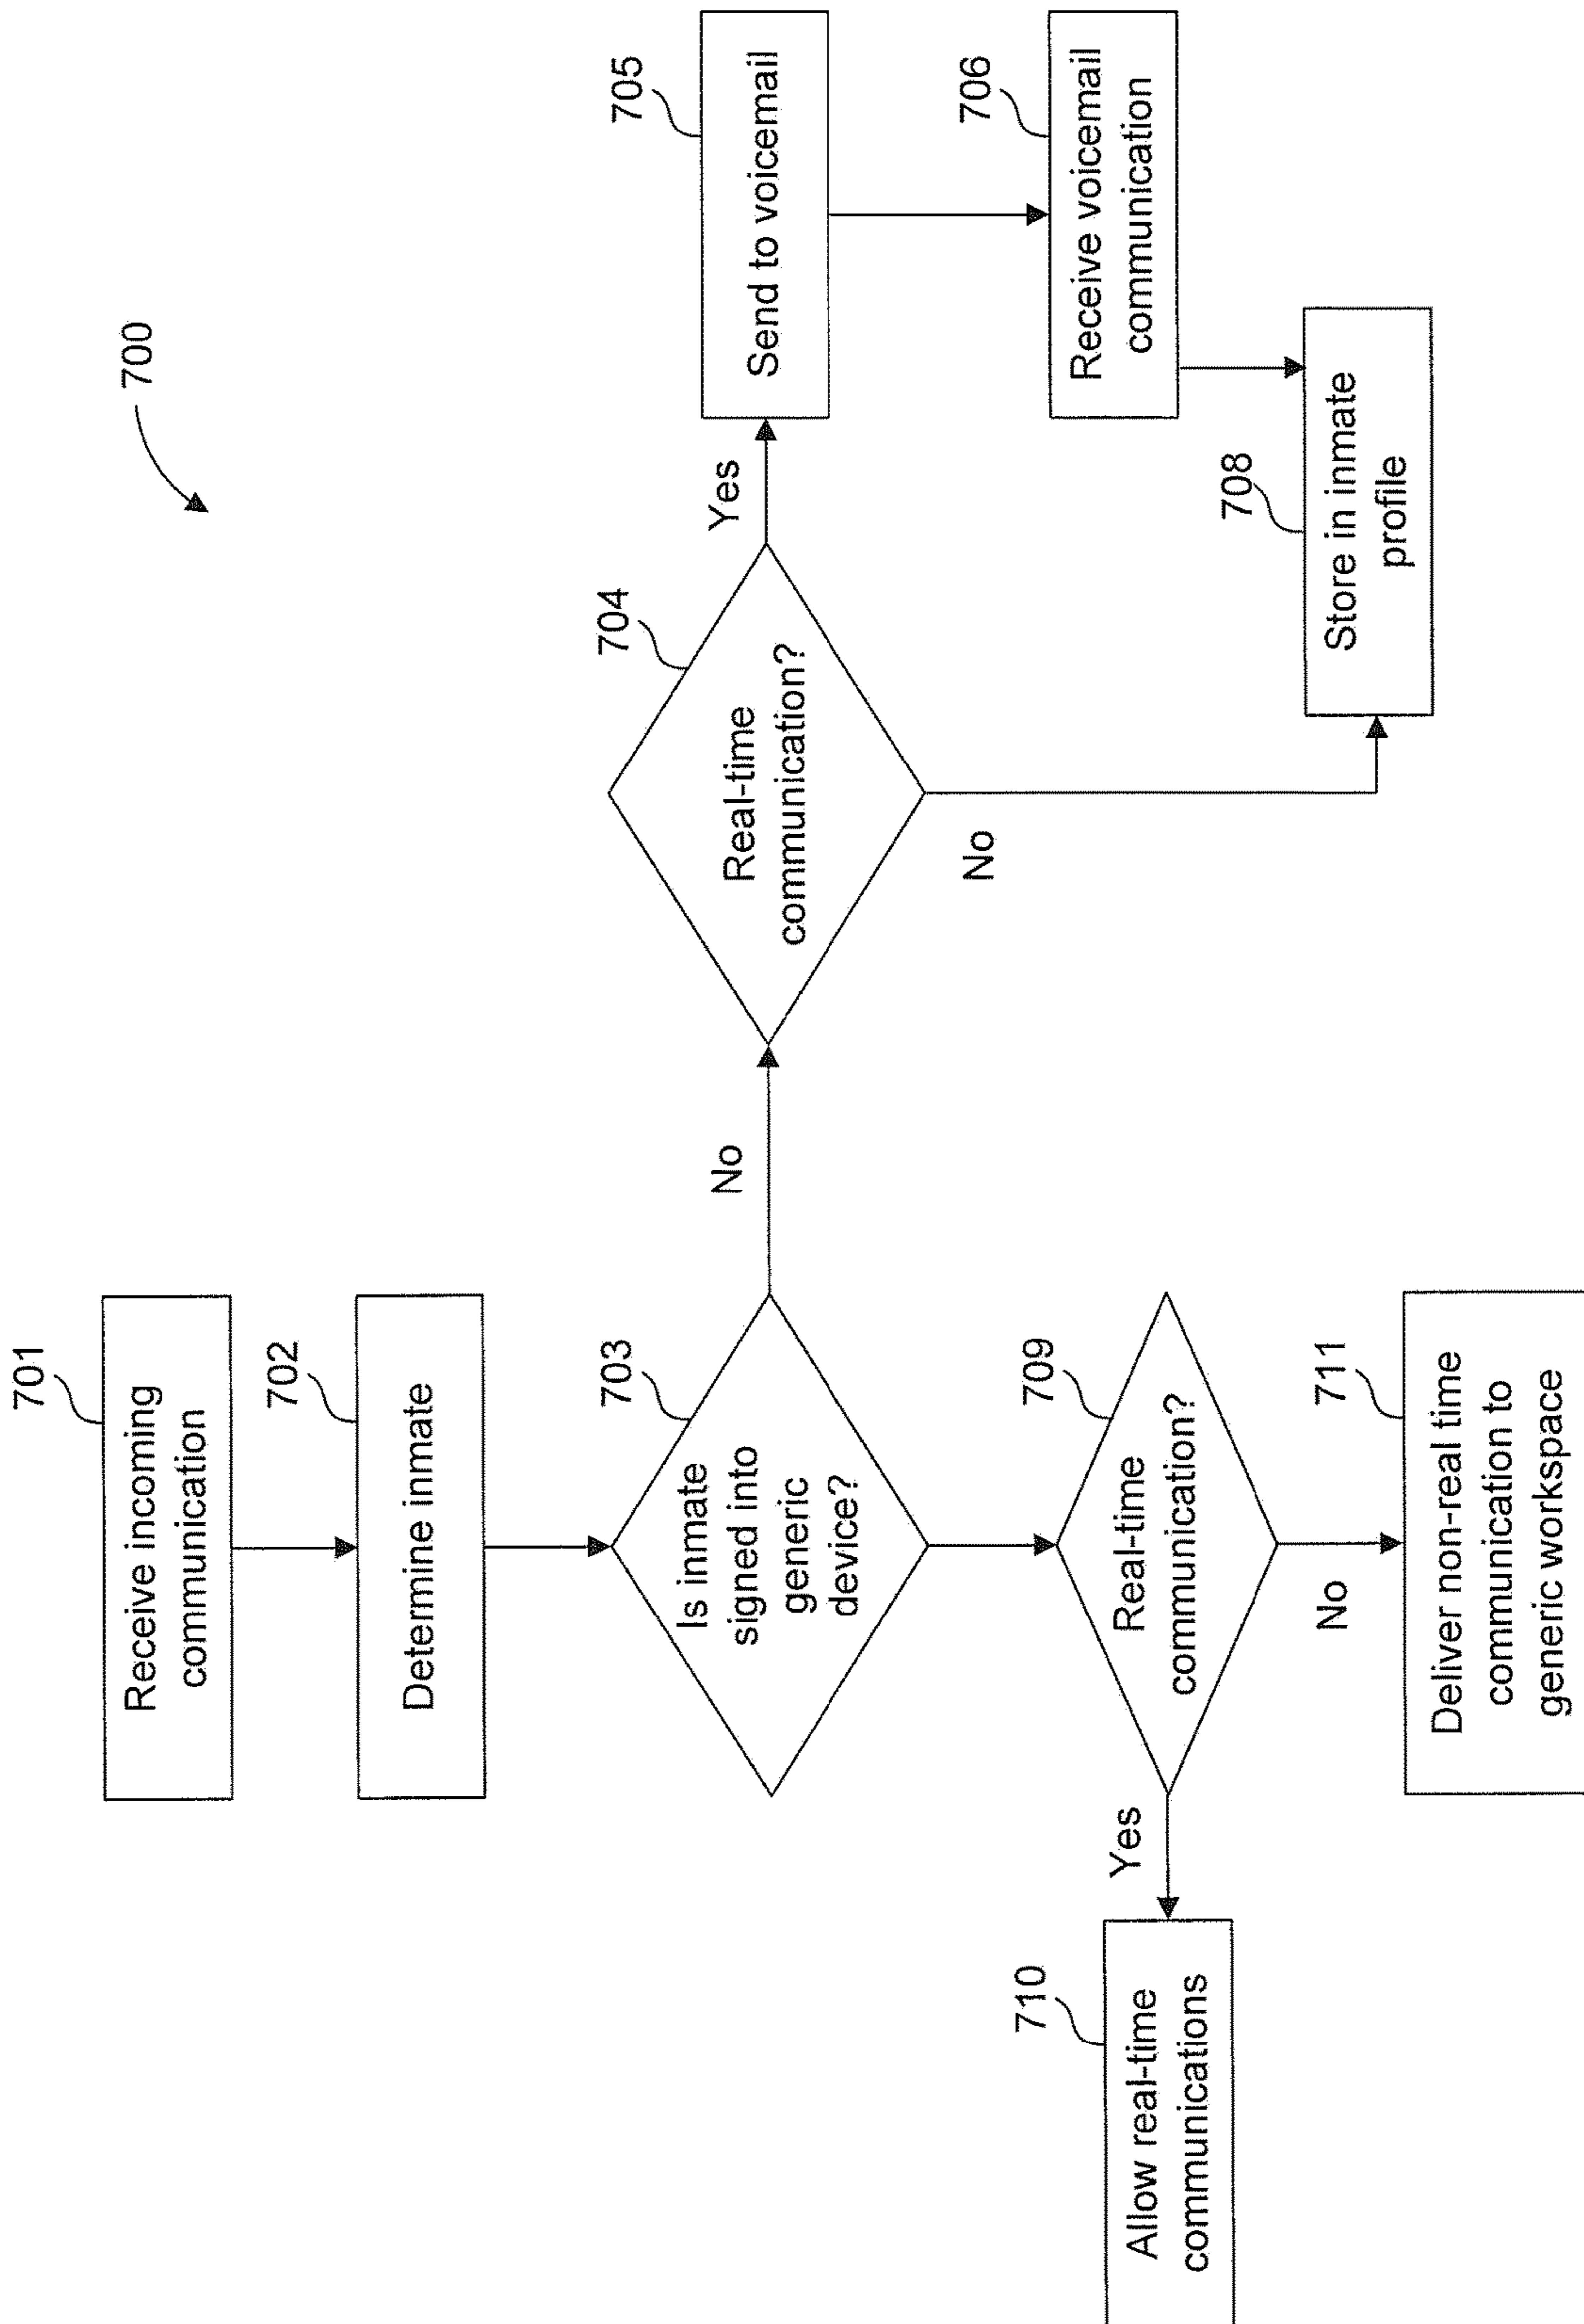 700
701
Receive incoming
communication
702
Determine inmate
703
Is inmate
signed into
generic
device?
No
704
Real-time
communication?
Yes
705
Send to voicemail
706
Receive voicemail
communication
No
708
Store in inmate
profile
709
Real-time
communication?
Yes
710
Allow real-time
communications
No
711
Deliver non-real time
communication to
generic workspace